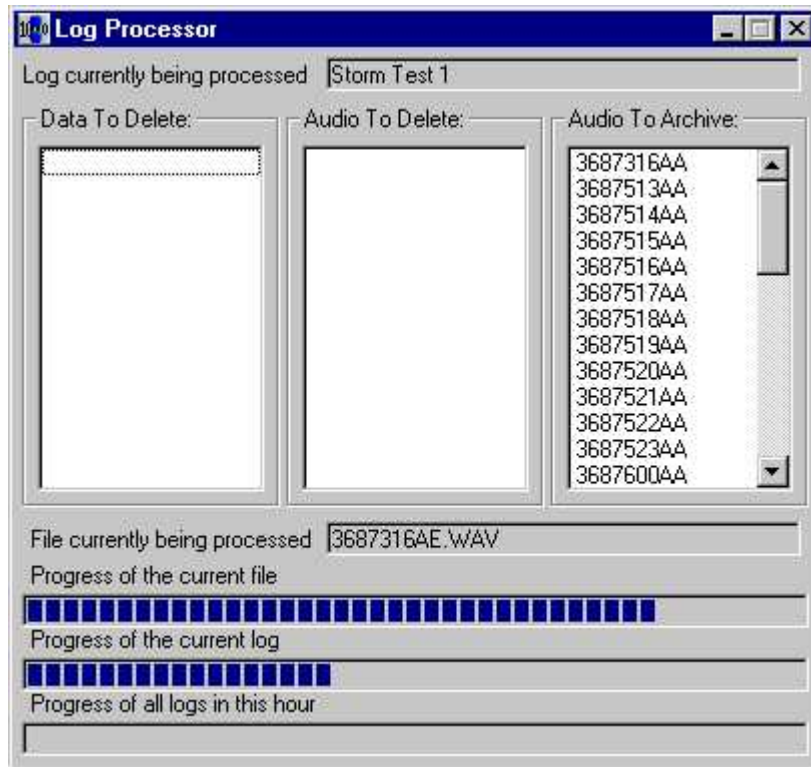 Log Processor
Log currently being processed Storm Test 1
Data To Delete: Audio To Delete: Audio To Archive:
3687316AA
3687513AA
3687514AA
3687515AA
3687516AA
3687517AA
3687518AA
3687519AA
3687520AA
3687521AA
3687522AA
3687523AA
3687600AA
File currently being processed 3687316AE.WAV
Progress of the current file
Progress of the current log
Progress of all logs in this hour